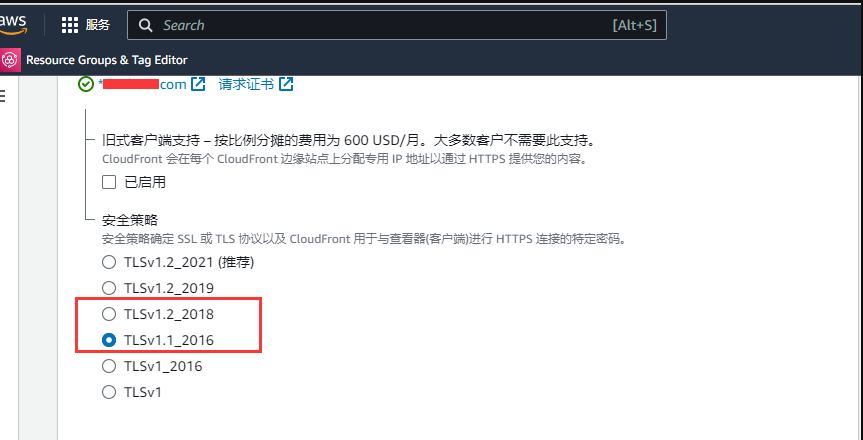 aws 服务 Search [Alt+S]
Resource Groups & Tag Editor
* com 请求证书
旧式客户端支持 – 按比例分摊的费用为 600 USD/月。大多数客户不需要此支持。
CloudFront 会在每个 CloudFront 边缘站点上分配专用 IP 地址以通过 HTTPS 提供您的内容。
已启用
安全策略
安全策略确定 SSL 或 TLS 协议以及 CloudFront 用于与查看器(客户端)进行 HTTPS 连接的特定密码。
TLSv1.2_2021 (推荐)
TLSv1.2_2019
TLSv1.2_2018
TLSv1.1_2016
TLSv1_2016
TLSv1